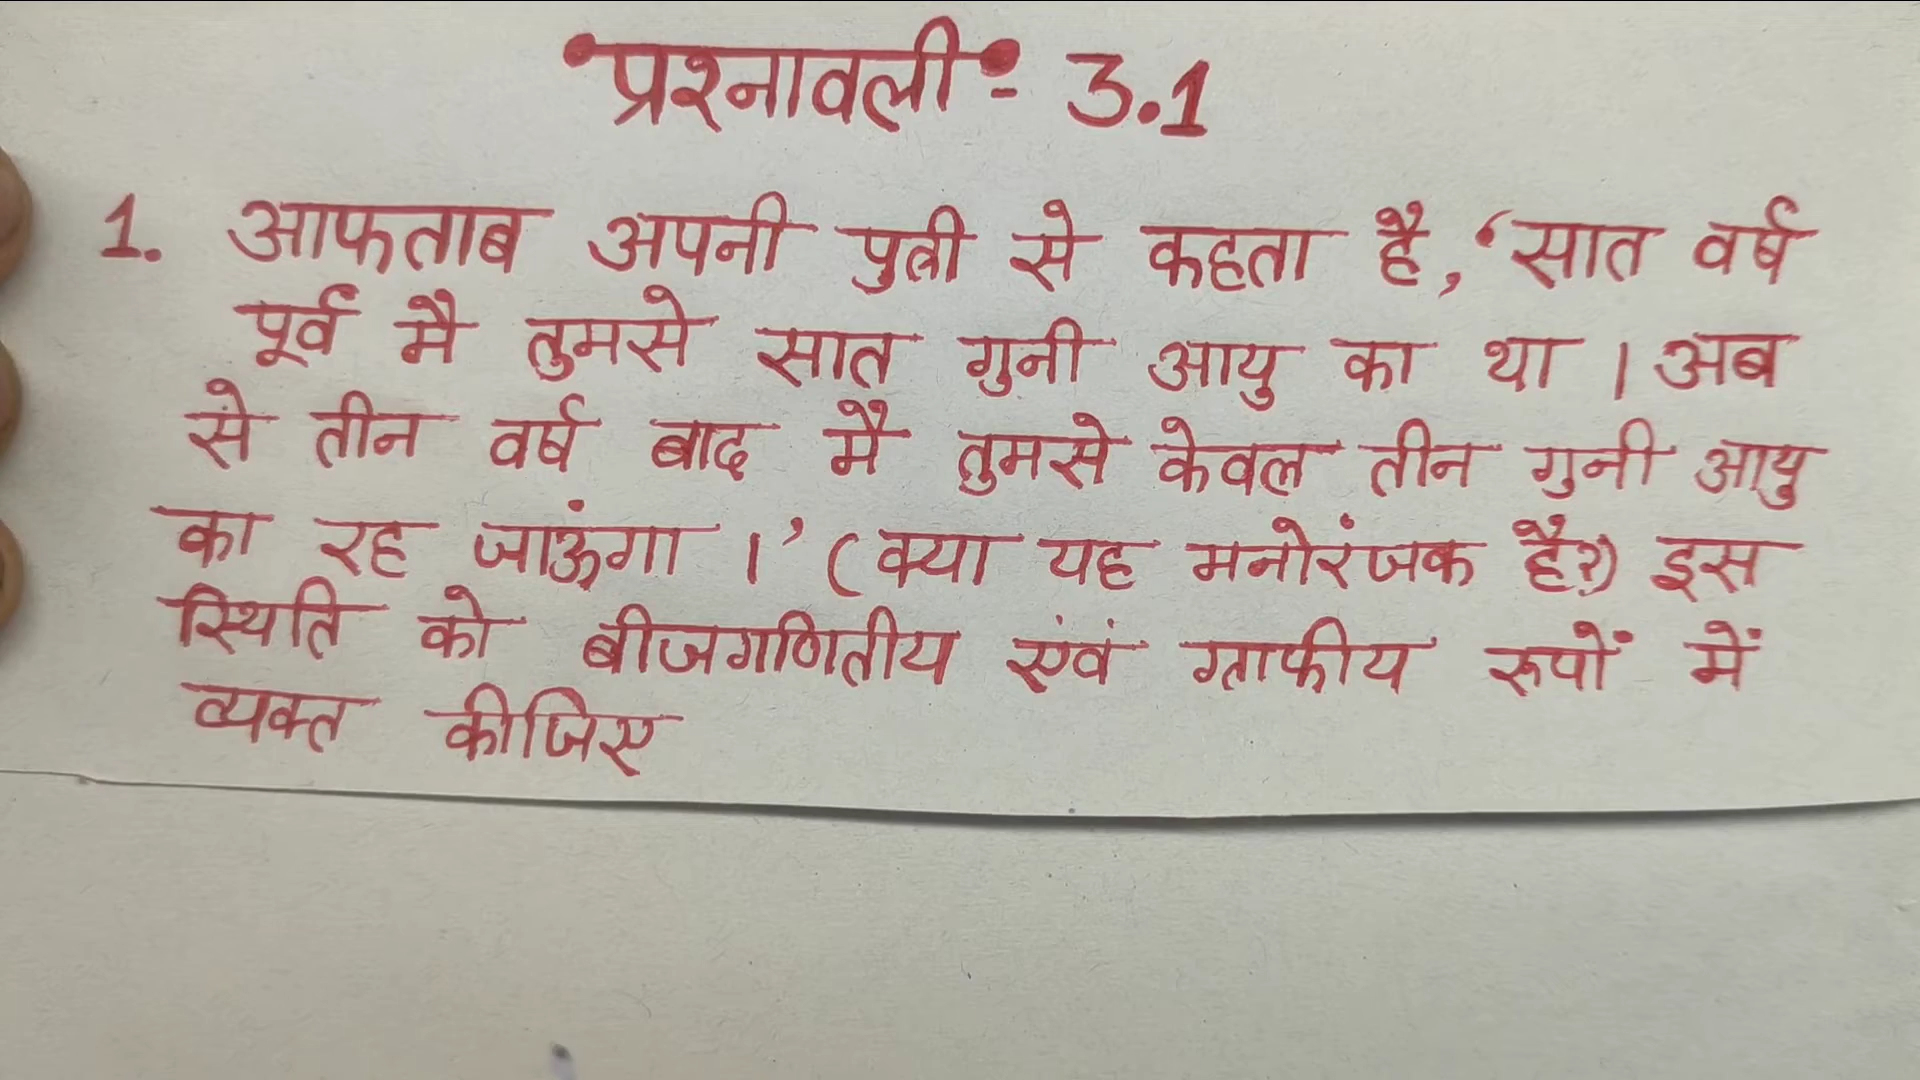 प्रश्नावली - 3.1
1. आफताब अपनी पुत्री से कहता है, ‘सात वर्ष
पूर्व मै तुमसे सात गुनी आयु का था । अब
से तीन वर्ष बाद मै तुमसे केवल तीन गुनी आयु
का रह जाऊंगा ।’ (क्या यह मनोरंजक है?) इस
स्थिति को बीजगणितीय एंवं ग्राफीय रूपों में
व्यक्त कीजिए